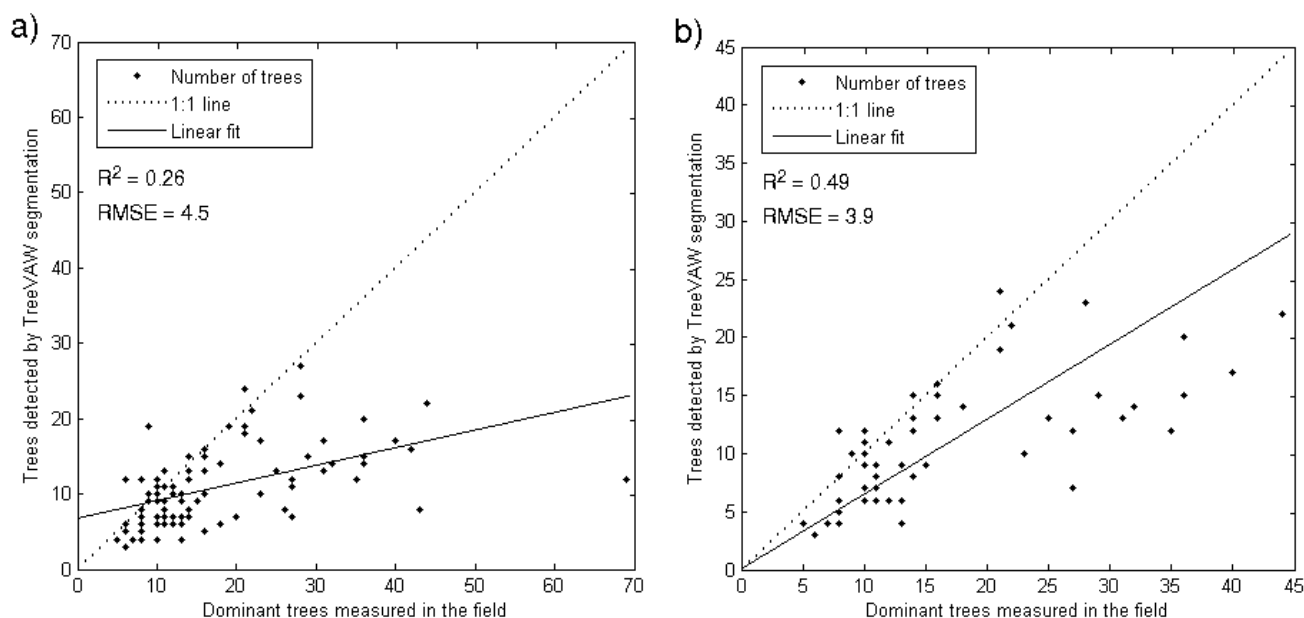 a)
70
60
50
40
30
20
10
0
Trees detected by TreeVAW segmentation
Number of trees
1:1 line
Linear fit
R² = 0.26
RMSE = 4.5
0 10 20 30 40 50 60 70
Dominant trees measured in the field
b)
45
40
35
30
25
20
15
10
5
0
Trees detected by TreeVAW segmentation
Number of trees
1:1 line
Linear fit
R² = 0.49
RMSE = 3.9
0 5 10 15 20 25 30 35 40 45
Dominant trees measured in the field